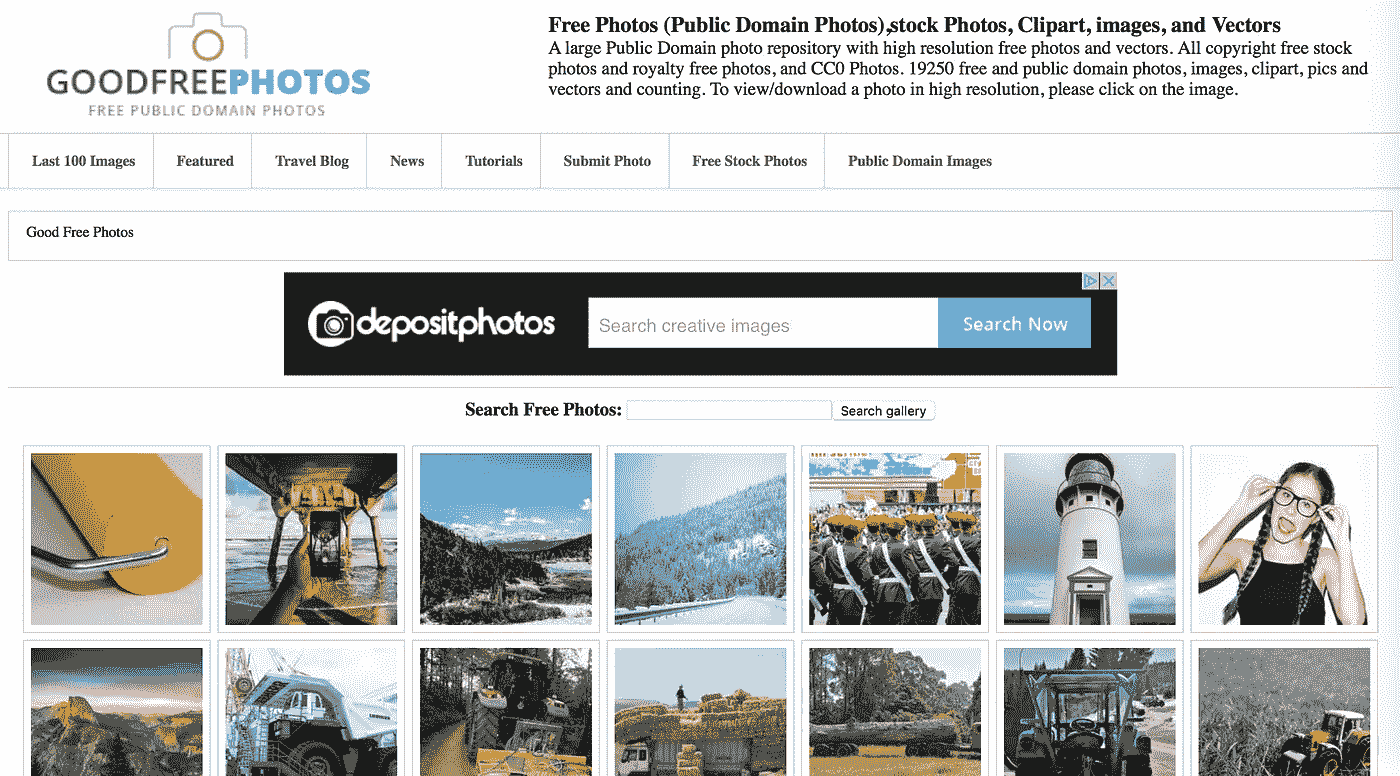 GOODFREEPHOTOS
FREE PUBLIC DOMAIN PHOTOS
Free Photos (Public Domain Photos),stock Photos, Clipart, images, and Vectors
A large Public Domain photo repository with high resolution free photos and vectors. All copyright free stock
photos and royalty free photos, and CC0 Photos. 19250 free and public domain photos, images, clipart, pics and
vectors and counting. To view/download a photo in high resolution, please click on the image.
Last 100 Images
Featured
Travel Blog
News
Tutorials
Submit Photo
Free Stock Photos
Public Domain Images
Good Free Photos
depositphotos
Search creative images
Search Now
Search Free Photos:
Search gallery